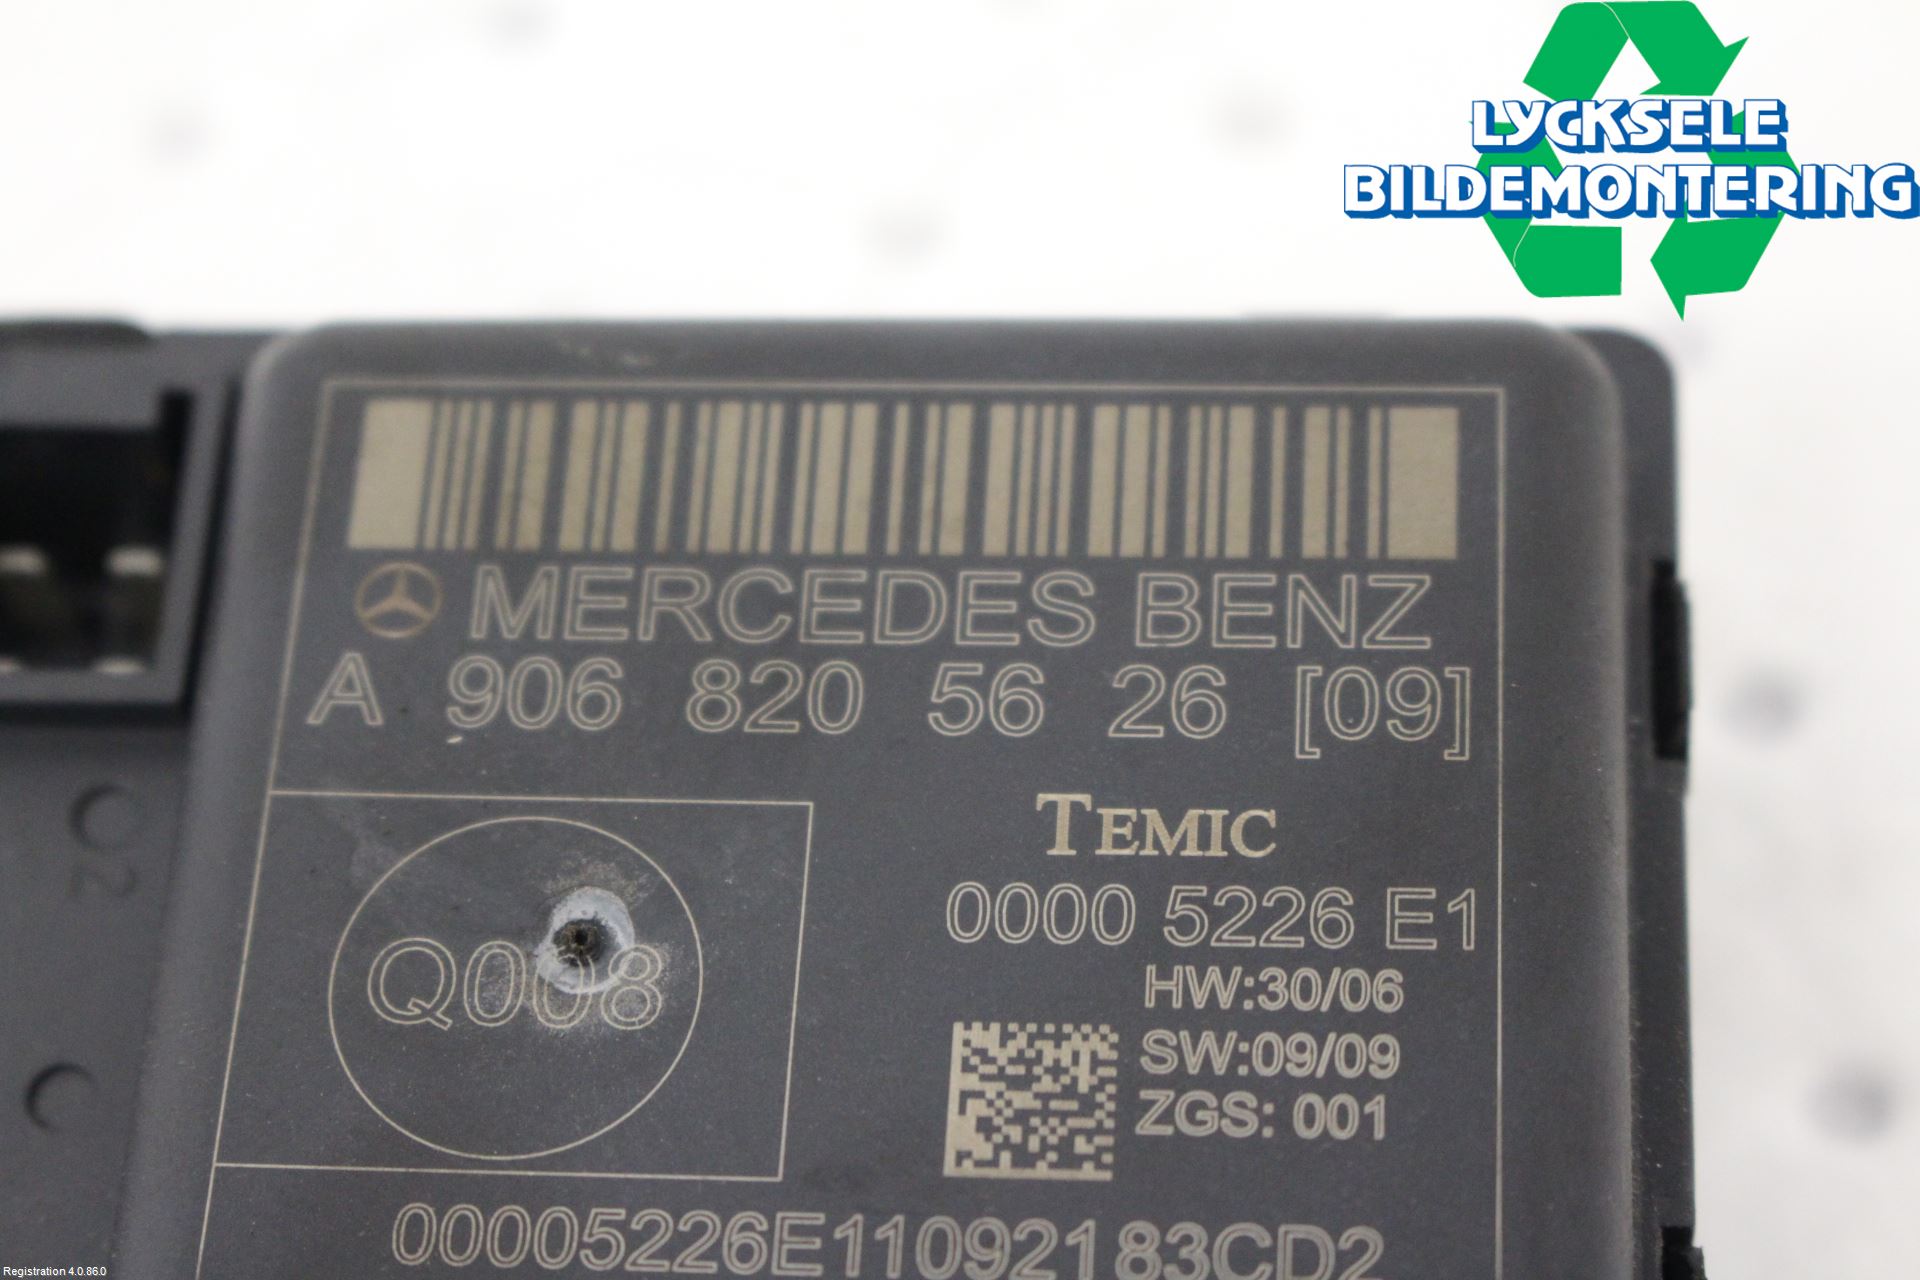 LYCKSELE
BILDEMONTERING
MERCEDES BENZ
A 906 820 56 26 [09]
TEMIC
0000 5226 E1
Q008
HW:30/06
SW:09/09
ZGS: 001
00005226E11092183CD2
2
Registration 4.0.86.0